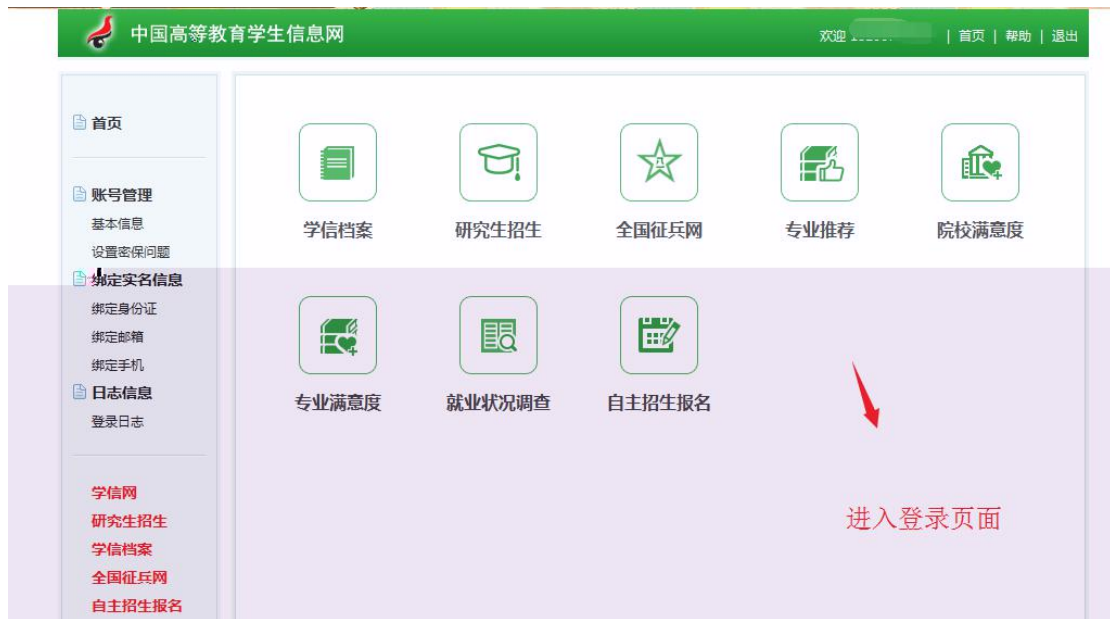 中国高等教育学生信息网
欢迎 | 首页 | 帮助 | 退出
首页
账号管理
基本信息
设置密保问题
绑定实名信息
绑定身份证
绑定邮箱
绑定手机
日志信息
登录日志
学信网
研究生招生
学信档案
全国征兵网
自主招生报名
学信档案 研究生招生 全国征兵网 专业推荐 院校满意度
专业满意度 就业状况调查 自主招生报名
进入登录页面